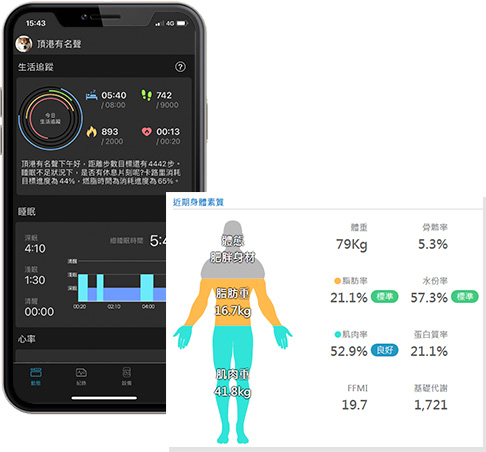 15:43
4G
頂港有名聲
生活追蹤
?
今日
生活追蹤
05:40
/ 08:00
742
/ 9000
893
/ 2000
00:13
/ 00:20
頂港有名聲下午好，距離步數目標還有4442步。
睡眠不足狀況下，是否有休息片刻呢?卡路里消耗
目標進度為44%，燃脂時間為消耗進度為65%。
睡眠
深眠
4:10
淺眠
1:30
清醒
00:00
總睡眠時間 5:4
清醒
淺眠
深眠
00:20
02:10
04:00
心率
動態
紀錄
設備
近期身體素質
體型
肥胖身材
脂肪重
16.7kg
肌肉重
41.8kg
體重
79Kg
骨骼率
5.3%
脂肪率
21.1% 標準
水份率
57.3% 標準
肌肉率
52.9% 良好
蛋白質率
21.1%
FFMI
19.7
基礎代謝
1,721